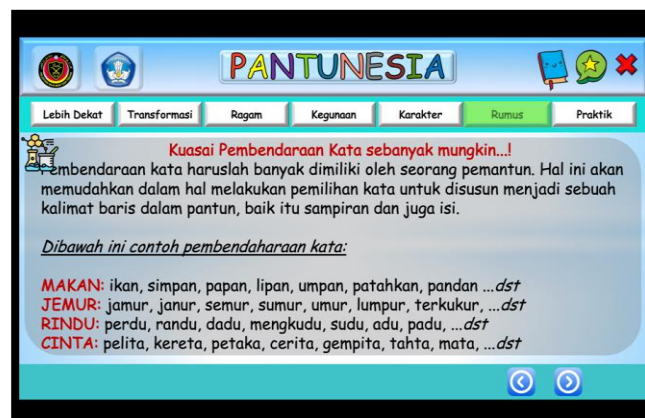 PANTUNESIA
Lebih Dekat
Transformasi
Ragam
Kegunaan
Karakter
Rumus
Praktik
Kuasai Pembendaraan Kata sebanyak mungkin...!
Pembendaraan kata haruslah banyak dimiliki oleh seorang pemantun. Hal ini akan
memudahkan dalam hal melakukan pemilihan kata untuk disusun menjadi sebuah
kalimat baris dalam pantun, baik itu sampiran dan juga isi.
Dibawah ini contoh pembendaharaan kata:
MAKAN: ikan, simpan, papan, lipan, umpan, patahkan, pandan ...dst
JEMUR: jamur, janur, semur, sumur, umur, lumpur, terkukur, ...dst
RINDU: perdu, randu, dadu, mengkudu, sudu, adu, padu, ...dst
CINTA: pelita, kereta, petaka, cerita, gempita, tahta, mata, ...dst